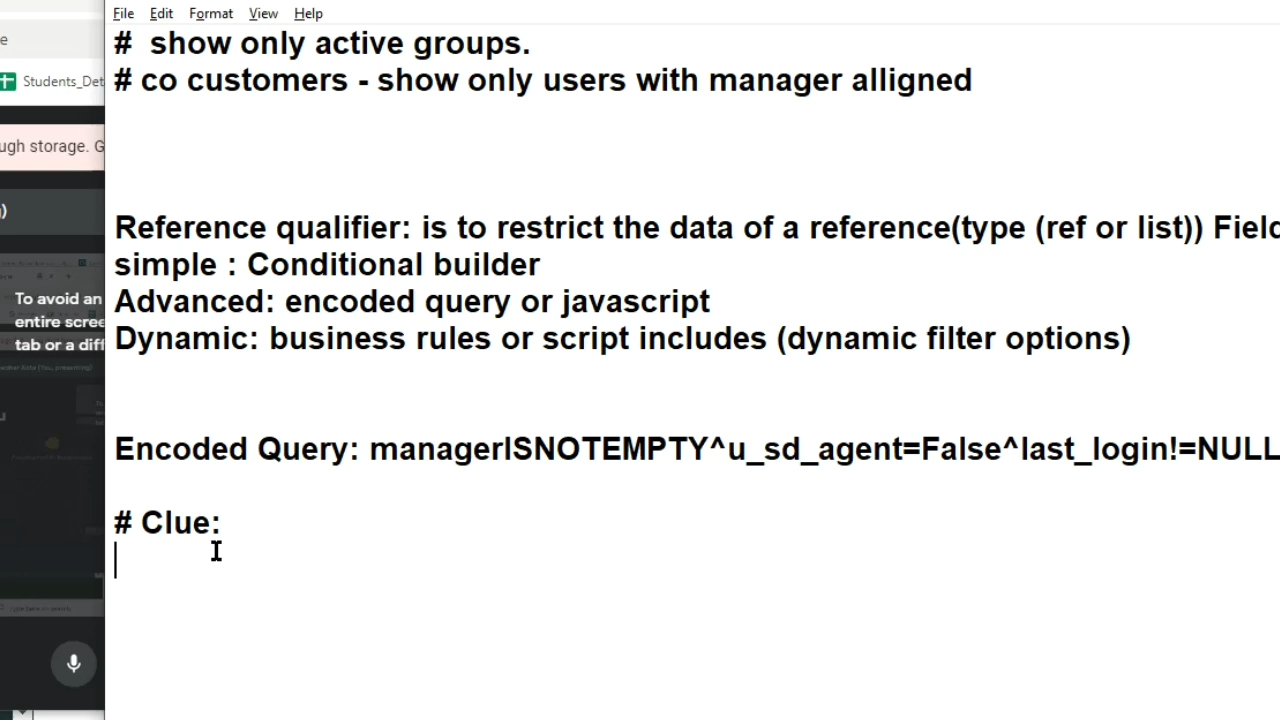 File Edit Format View Help
# show only active groups.
# co customers - show only users with manager alligned
Students_Det
ugh storage. G
Reference qualifier: is to restrict the data of a reference(type (ref or list)) Field
simple : Conditional builder
Advanced: encoded query or javascript
Dynamic: business rules or script includes (dynamic filter options)
To avoid an
entire scree
tab or a diff
Encoded Query: managerISNOTEMPTY^u_sd_agent=False^last_login!=NULL
# Clue: